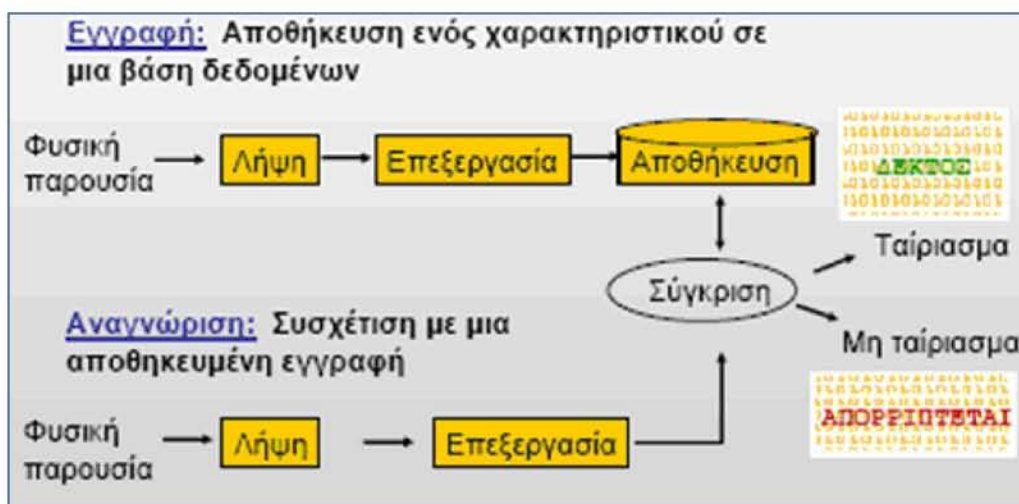 Εγγραφή: Αποθήκευση ενός χαρακτηριστικού σε
μια βάση δεδομένων
Φυσική
παρουσία
Λήψη
Επεξεργασία
Αποθήκευση
ΔΕΚΤΟΣ
Ταίριασμα
Σύγκριση
Αναγνώριση: Συσχέτιση με μια
αποθηκευμένη εγγραφή
Μη ταίριασμα
ΑΠΟΡΡΙΠΤΕΤΑΙ
Φυσική
παρουσία
Λήψη
Επεξεργασία